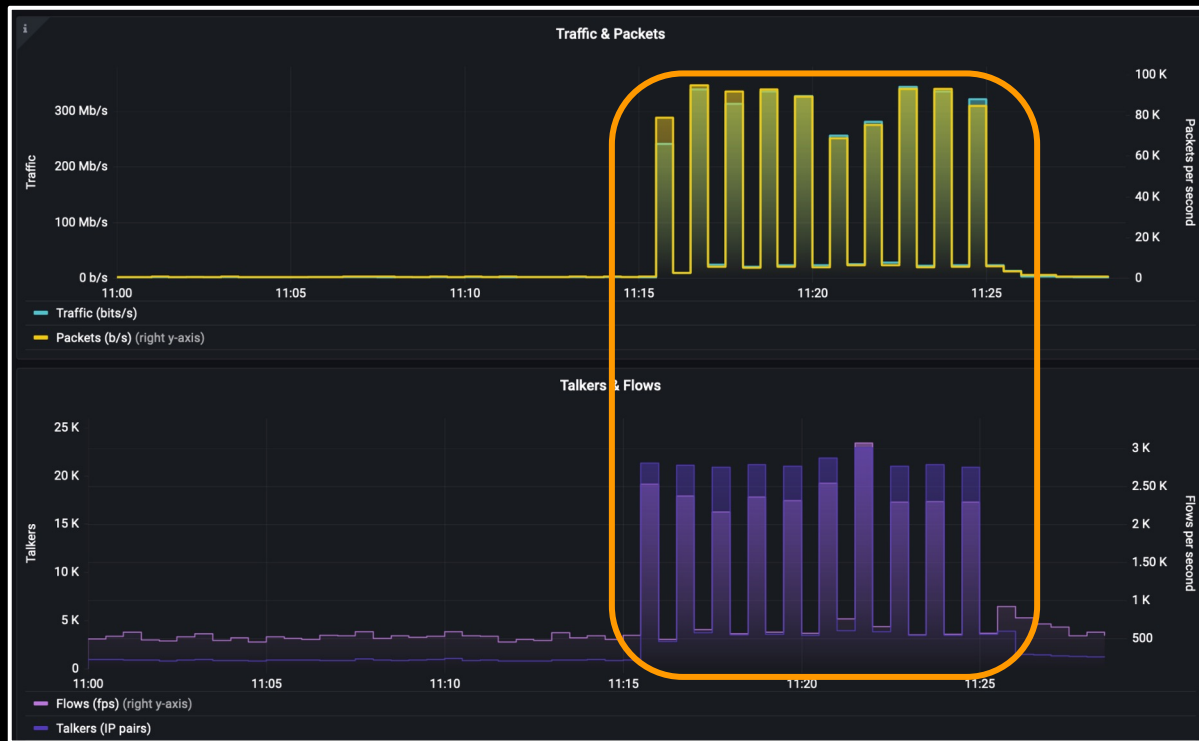 i
Traffic & Packets
100 K
300 Mb/s
80 K
200 Mb/s
60 K
100 Mb/s
40 K
20 K
0 b/s
0
Traffic
Packets per second
11:00 11:05 11:10 11:15 11:20 11:25
Traffic (bits/s)
Packets (b/s) (right y-axis)
Talkers & Flows
25 K
3 K
20 K
2.50 K
15 K
2 K
10 K
1.50 K
5 K
1 K
0
500
Talkers
Flows per second
11:00 11:05 11:10 11:15 11:20 11:25
Flows (fps) (right y-axis)
Talkers (IP pairs)